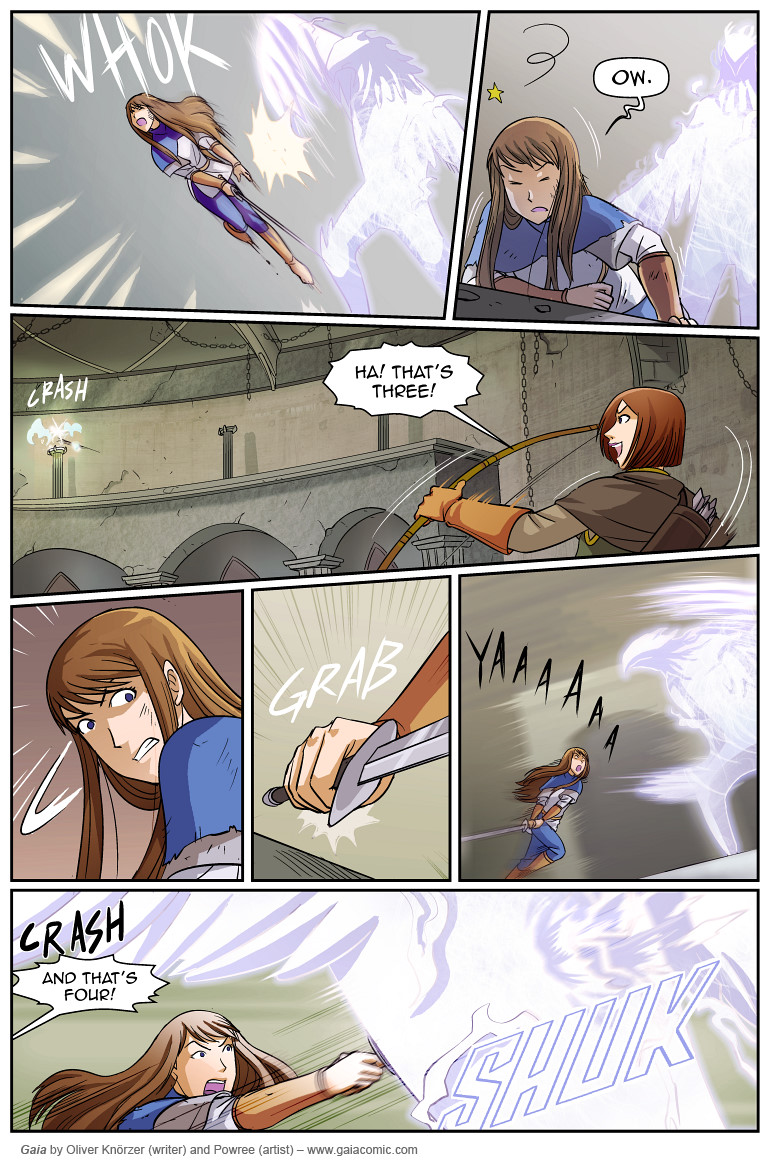 WHOK
OW.
CRASH
HA! THAT'S
THREE!
GRAB
YAAAAAA
CRASH
AND THAT'S
FOUR!
SHUK
Gaia by Oliver Knörzer (writer) and Powree (artist) – www.gaiacomic.com